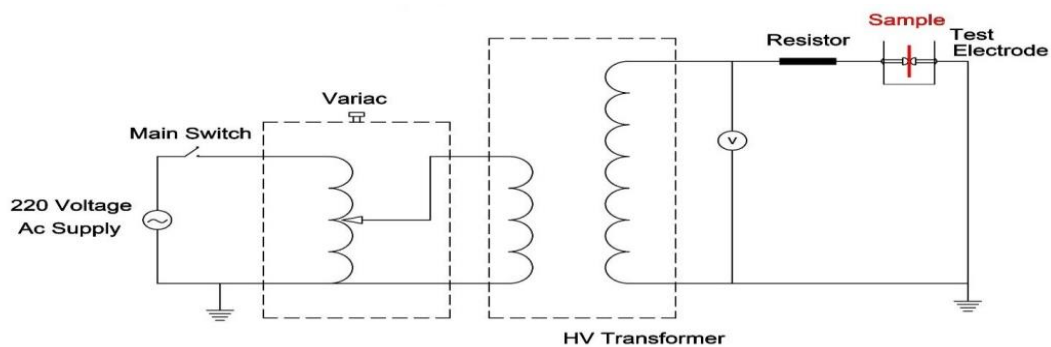 Sample
Resistor
Test
Electrode
Variac
Main Switch
V
220 Voltage
Ac Supply
HV Transformer